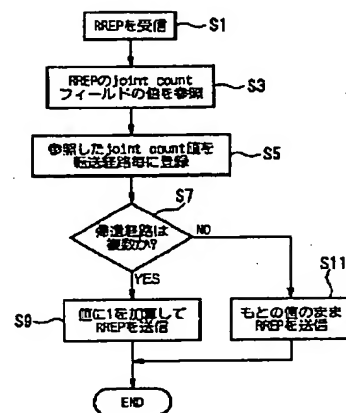 RREPを受信
S1
RREPのjoint count
フィールドの値を参照
S3
参照したjoint count値を
転送経路毎に登録
S5
S7
帰還経路は
複数か?
NO
YES
S11
S9
値に1を加算して
RREPを送信
もとの値のまま
RREPを送信
END